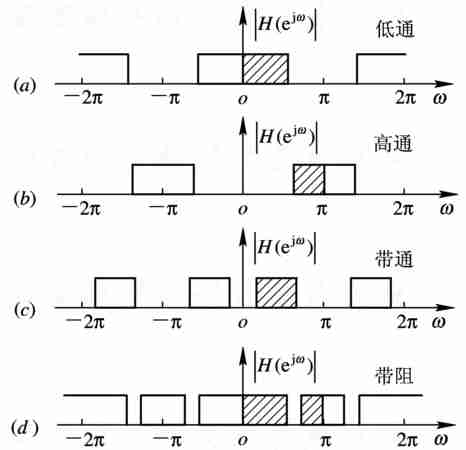 |H(e^jω)| 低通
(a) −2π −π o π 2π ω
|H(e^jω)| 高通
(b) −2π −π o π 2π ω
|H(e^jω)| 带通
(c) −2π −π o π 2π ω
|H(e^jω)| 带阻
(d) −2π −π o π 2π ω